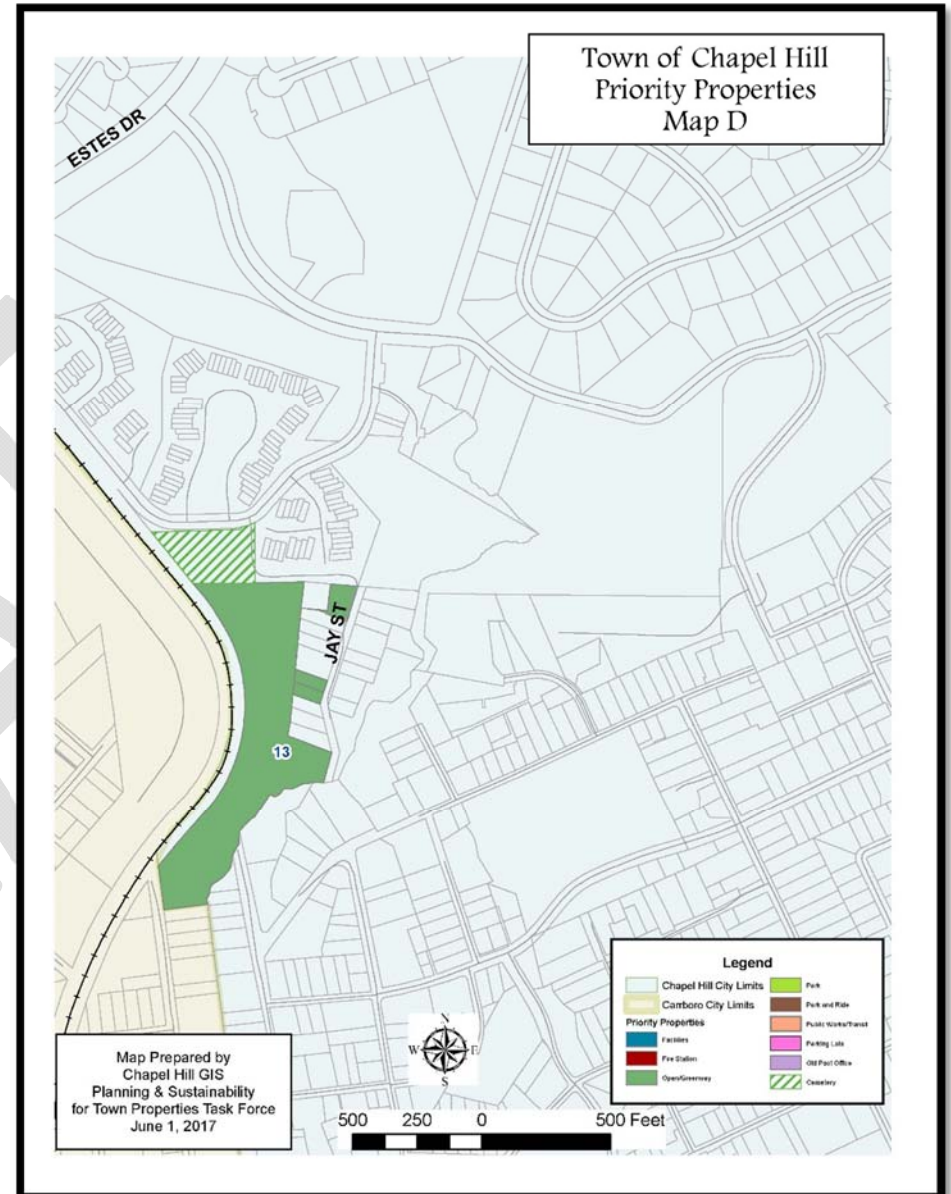 Town of Chapel Hill
Priority Properties
Map D
ESTES DR
JAY ST
13
Legend
Chapel Hill City Limits
Carrboro City Limits
Priority Properties
Facilities
Fire Station
Open/Greenway
Park
Park and Ride
Public Works/Transit
Parking Lots
Old Post Office
Cemetery
N
W E
S
Map Prepared by
Chapel Hill GIS
Planning & Sustainability
for Town Properties Task Force
June 1, 2017
500 250 0 500 Feet